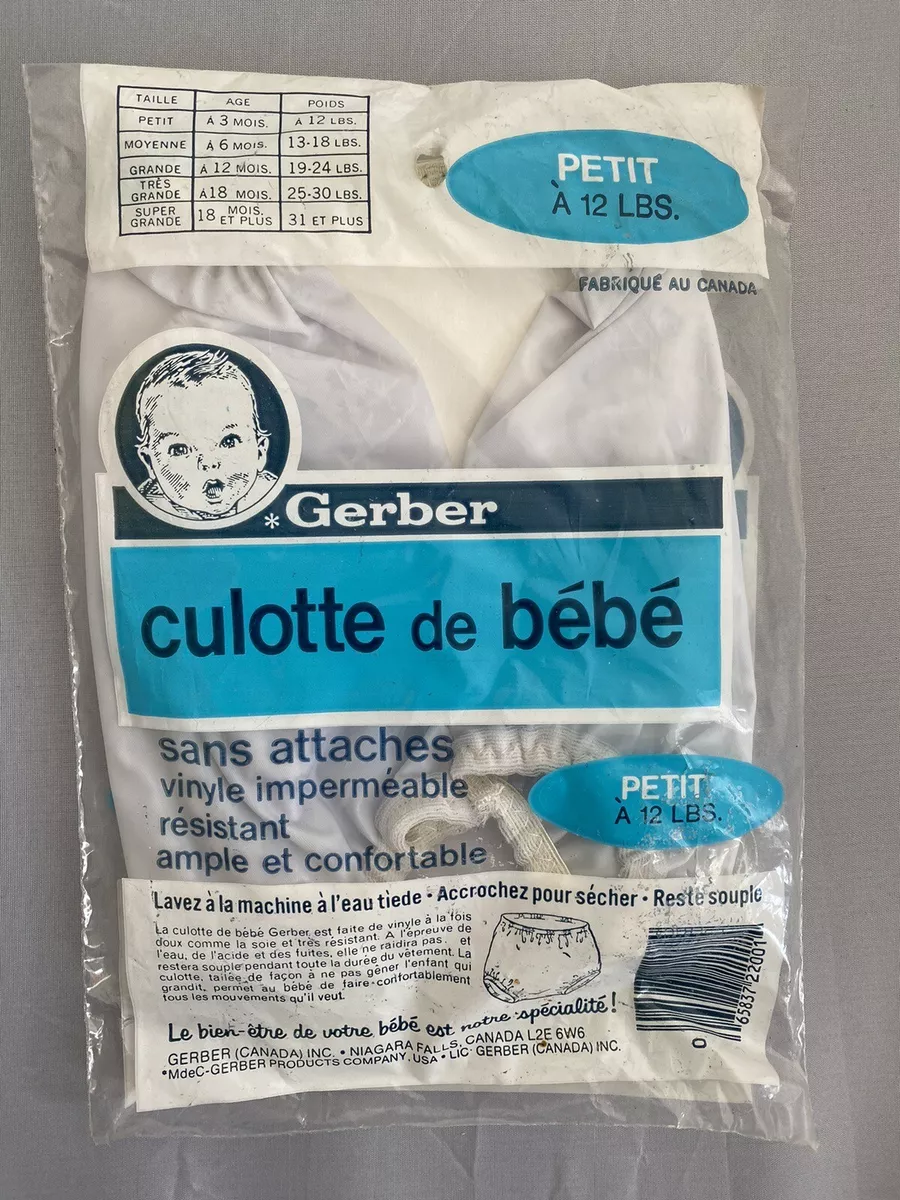 TAILLE AGE POIDS
PETIT À 3 MOIS. À 12 LBS.
MOYENNE À 6 MOIS. 13-18 LBS.
GRANDE À 12 MOIS. 19-24 LBS.
TRÈS GRANDE À 18 MOIS. 25-30 LBS.
SUPER GRANDE 18 MOIS. ET PLUS 31 ET PLUS
PETIT
À 12 LBS.
FABRIQUÉ AU CANADA
*Gerber
culotte de bébé
sans attaches
vinyle imperméable
résistant
ample et confortable
PETIT
À 12 LBS.
Lavez à la machine à l'eau tiede • Accrochez pour sécher • Reste souple
La culotte de bébé Gerber est faite de vinyle à la fois
doux comme la soie et très résistant. A l'épreuve de
l'eau, de l'acide et des fuites, elle ne raidira pas et
restera souple pendant toute la durée du vêtement. La
culotte, taillée de façon à ne pas gêner l'enfant qui
grandit, permet au bébé de faire confortablement
tous les mouvements qu'il veut.
Le bien-être de votre bébé est notre spécialité!
GERBER (CANADA) INC. • NIAGARA FALLS, CANADA L2E 6W6
*MdeC-GERBER PRODUCTS COMPANY, USA • LIC GERBER (CANADA) INC.
0 65837 22001